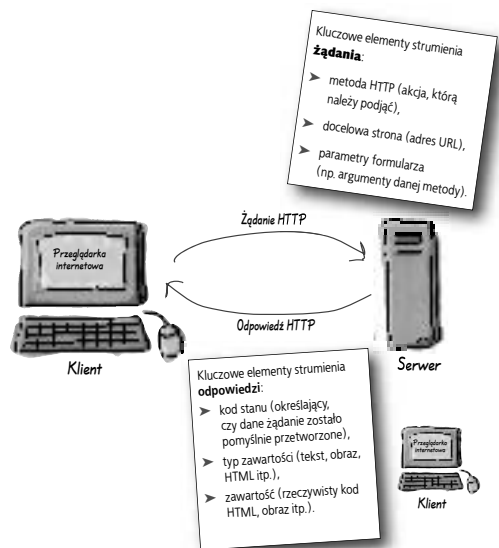 Kluczowe elementy strumienia
żądania:
➤ metoda HTTP (akcja, którą
należy podjąć),
➤ docelowa strona (adres URL),
➤ parametry formularza
(np. argumenty danej metody).
Żądanie HTTP
Przeglądarka
internetowa
Odpowiedź HTTP
Klient
Serwer
Kluczowe elementy strumienia
odpowiedzi:
➤ kod stanu (określający,
czy dane żądanie zostało
pomyślnie przetworzone),
➤ typ zawartości (tekst, obraz,
HTML itp.),
➤ zawartość (rzeczywisty kod
HTML, obraz itp.).
Przeglądarka
internetowa
Klient